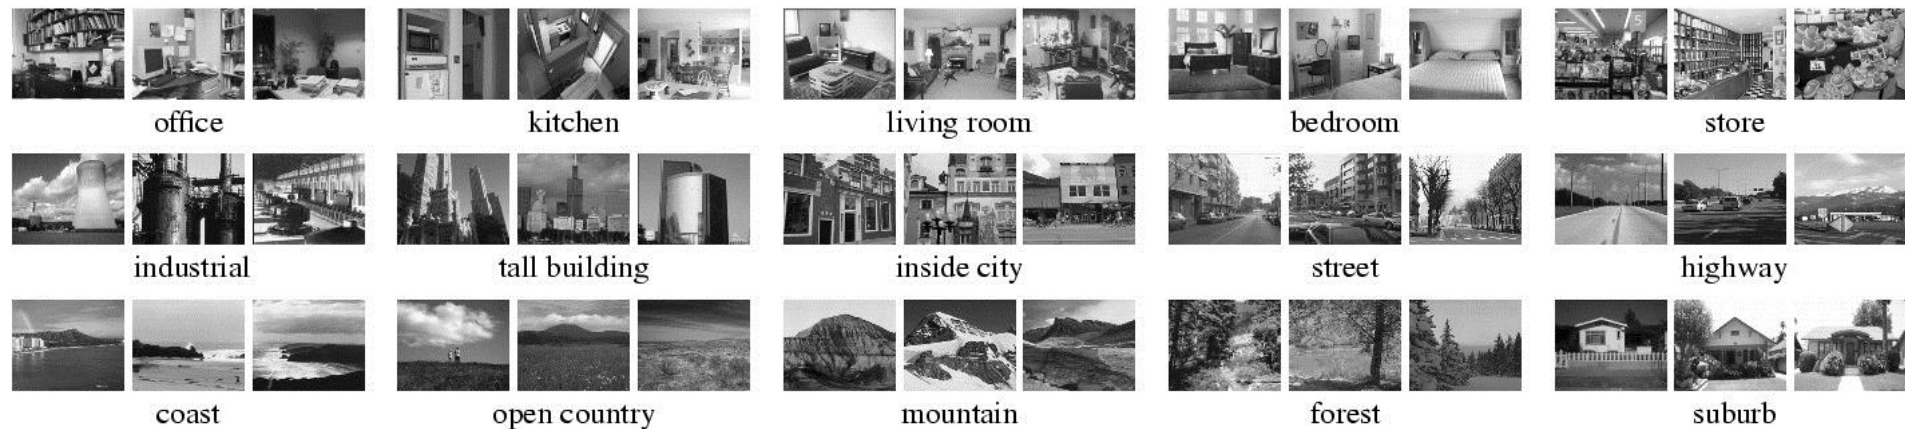 office kitchen living room bedroom store
industrial tall building inside city street highway
coast open country mountain forest suburb